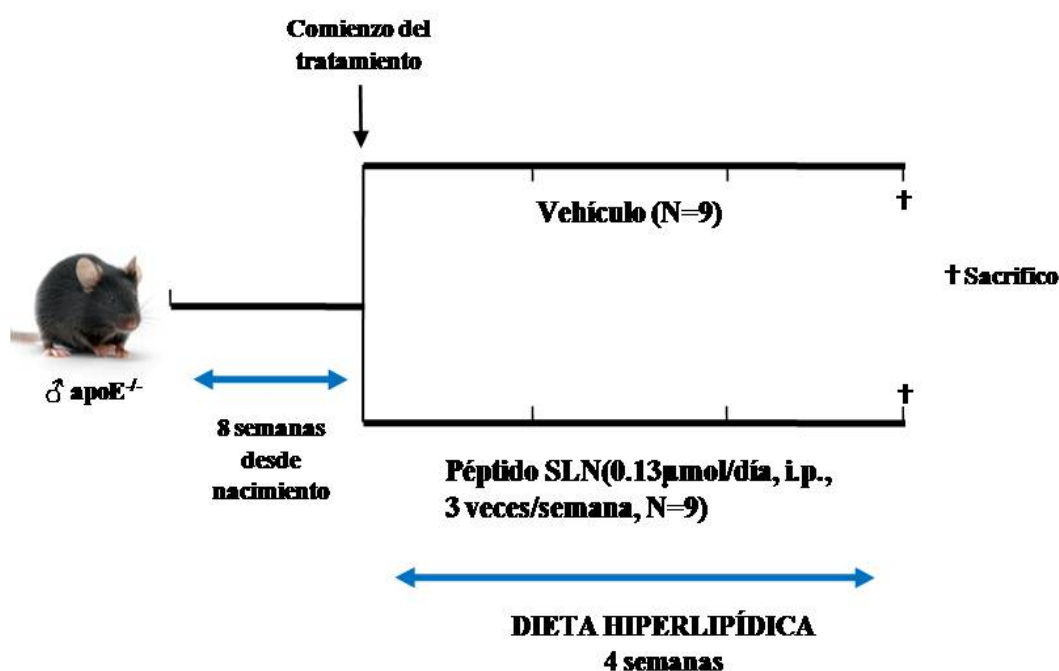 Comienzo del
tratamiento
Vehículo (N=9)
†
† Sacrifico
♂ apoE-/-
†
8 semanas
desde
nacimiento
Péptido SLN(0.13µmol/día, i.p.,
3 veces/semana, N=9)
DIETA HIPERLIPÍDICA
4 semanas